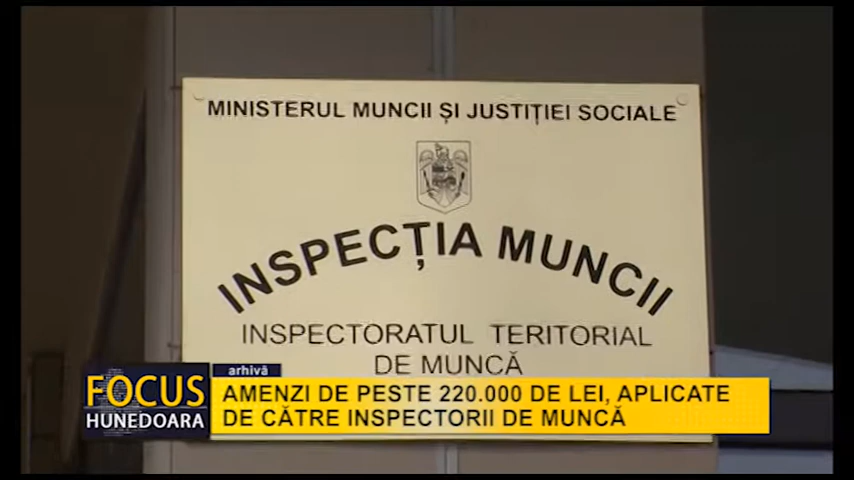 MINISTERUL MUNCII ȘI JUSTIȚIEI SOCIALE
INSPECȚIA MUNCII
INSPECTORATUL TERITORIAL
DE MUNCĂ
arhivă
FOCUS
HUNEDOARA
AMENZI DE PESTE 220.000 DE LEI, APLICATE
DE CĂTRE INSPECTORII DE MUNCĂ